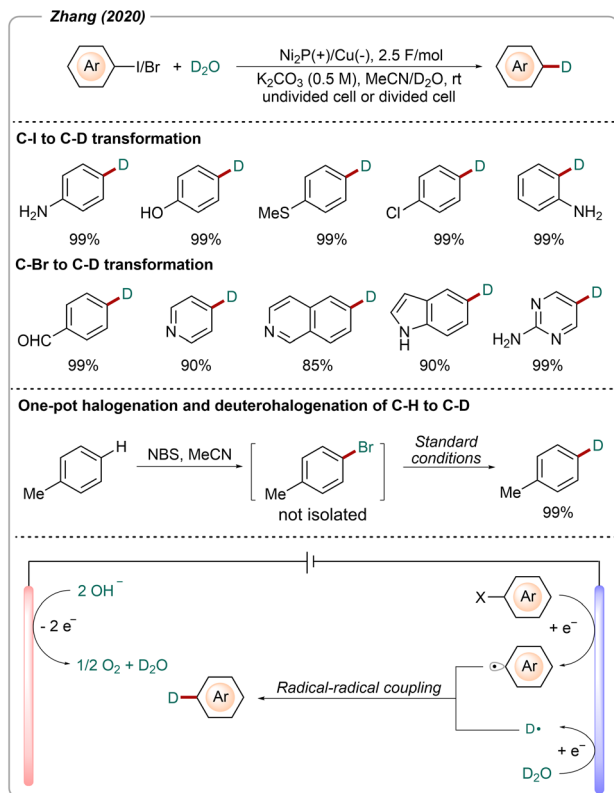 Zhang (2020)
Ar I/Br + D₂O Ni₂P(+)/Cu(-), 2.5 F/mol Ar D
K₂CO₃ (0.5 M), MeCN/D₂O, rt
undivided cell or divided cell
C-I to C-D transformation
D D D D D
H₂N HO MeS Cl NH₂
99% 99% 99% 99% 99%
C-Br to C-D transformation
D D D D D
OHC N N N H H₂N N N
99% 90% 85% 90% 99%
One-pot halogenation and deuterohalogenation of C-H to C-D
H NBS, MeCN Br Standard conditions D
Me Me Me
not isolated 99%
2 OH⁻ X Ar
- 2 e⁻ + e⁻
1/2 O₂ + D₂O Ar
D Ar Radical-radical coupling
D•
+ e⁻
D₂O